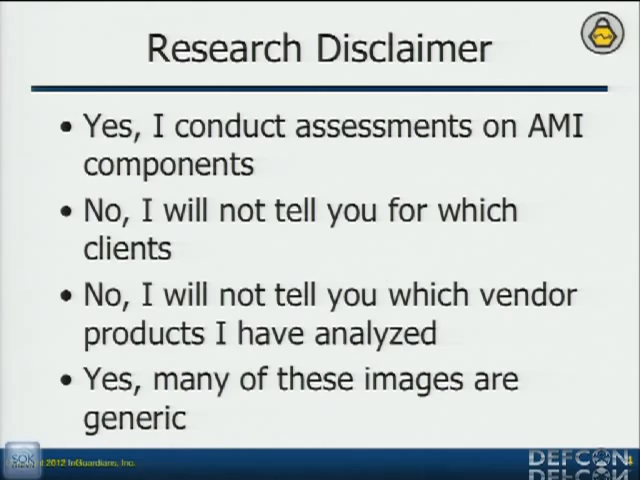 Research Disclaimer
• Yes, I conduct assessments on AMI
components
• No, I will not tell you for which
clients
• No, I will not tell you which vendor
products I have analyzed
• Yes, many of these images are
generic
2012 InGuardians, Inc.
DEFCON